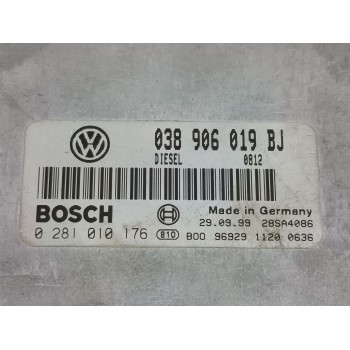 038 906 019 BJ
DIESEL 0812
BOSCH
Made in Germany
29.09.99 28SA4086
0 281 010 176 810 B00 96929 1120 0636